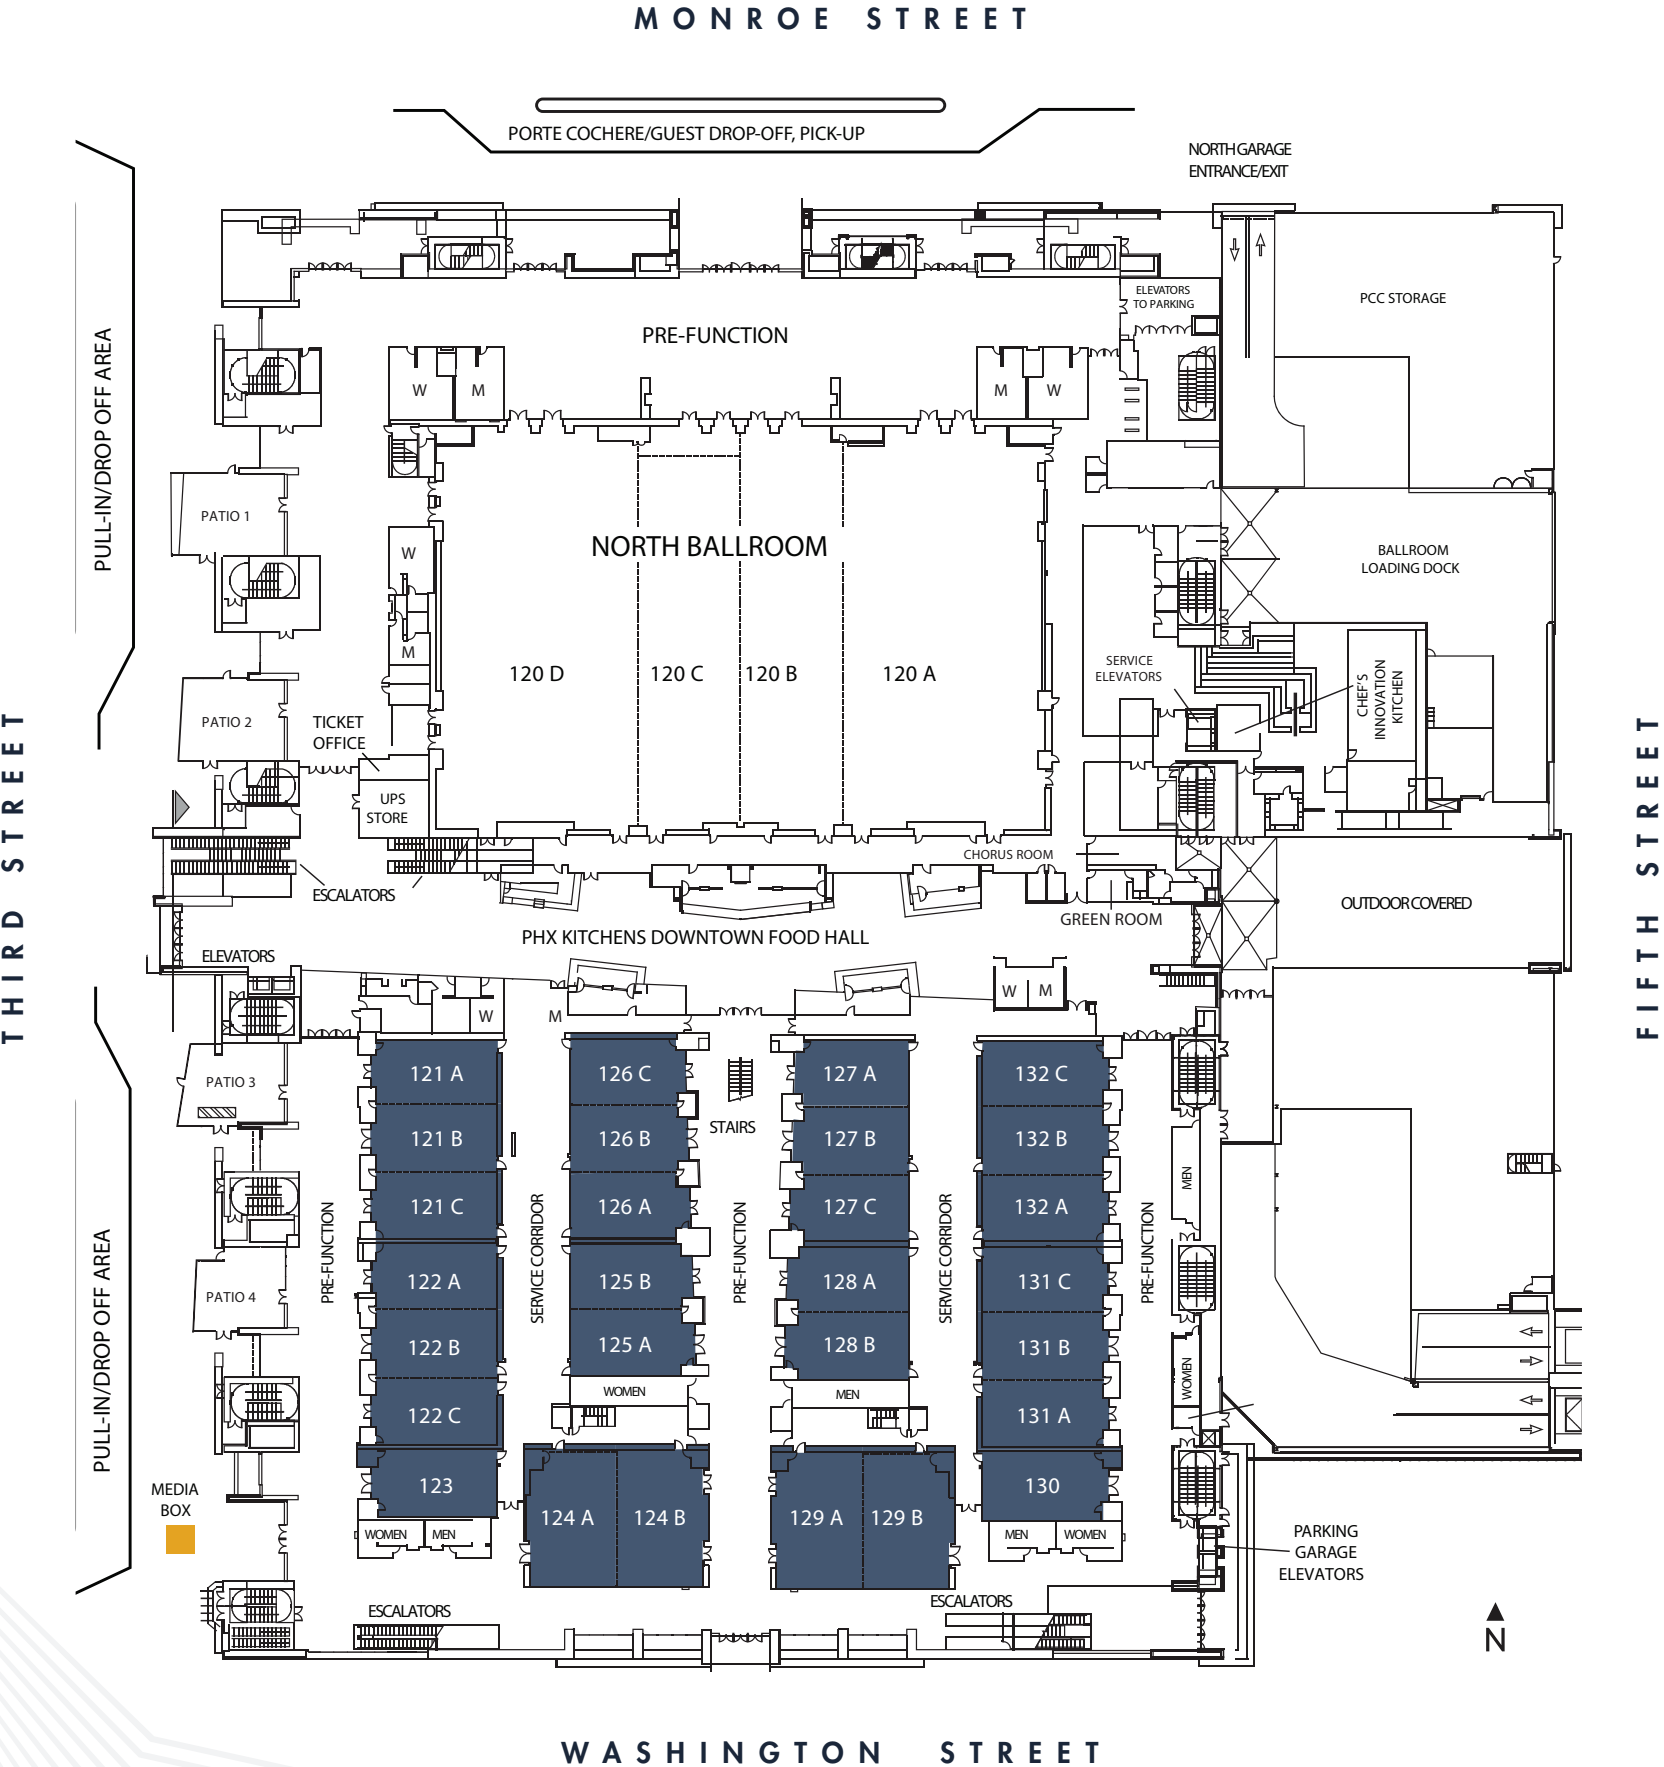 MONROE STREET
PORTE COCHERE/GUEST DROP-OFF, PICK-UP
NORTH GARAGE
ENTRANCE/EXIT
ELEVATORS
TO PARKING
PCC STORAGE
PRE-FUNCTION
PULL-IN/DROP OFF AREA
W
M
M
W
PATIO 1
NORTH BALLROOM
W
BALLROOM
LOADING DOCK
M
120 D
120 C
120 B
120 A
SERVICE
ELEVATORS
CHEF'S
INNOVATION
KITCHEN
PATIO 2
TICKET
OFFICE
UPS
STORE
THIRD STREET
FIFTH STREET
CHORUS ROOM
ESCALATORS
GREEN ROOM
OUTDOOR COVERED
PHX KITCHENS DOWNTOWN FOOD HALL
ELEVATORS
W
M
W
M
121 A
126 C
127 A
132 C
PATIO 3
STAIRS
121 B
126 B
127 B
132 B
MEN
121 C
126 A
127 C
132 A
PRE-FUNCTION
SERVICE CORRIDOR
PRE-FUNCTION
SERVICE CORRIDOR
PRE-FUNCTION
122 A
125 B
128 A
131 C
PATIO 4
PULL-IN/DROP OFF AREA
122 B
125 A
128 B
131 B
WOMEN
WOMEN
MEN
122 C
131 A
123
130
MEDIA
BOX
124 A
124 B
129 A
129 B
WOMEN
MEN
MEN
WOMEN
PARKING
GARAGE
ELEVATORS
ESCALATORS
ESCALATORS
N
WASHINGTON STREET